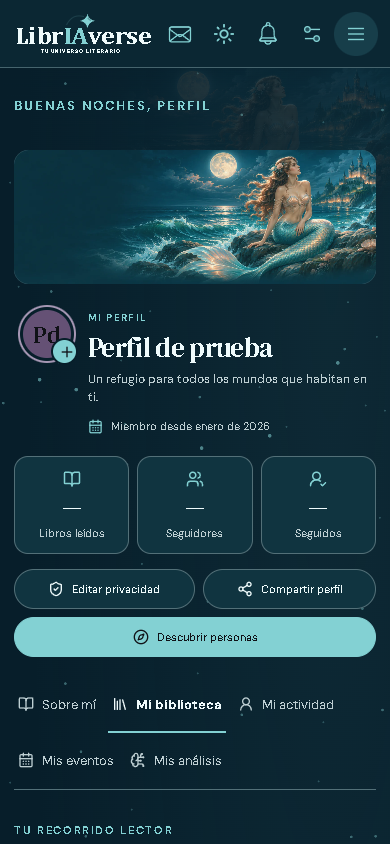 LibrIAverse
TU UNIVERSO LITERARIO
BUENAS NOCHES, PERFIL
Pd
MI PERFIL
Perfil de prueba
Un refugio para todos los mundos que habitan en
ti.
Miembro desde enero de 2026
— — —
Libros leídos Seguidores Seguidos
Editar privacidad Compartir perfil
Descubrir personas
Sobre mí Mi biblioteca Mi actividad
Mis eventos Mis análisis
TU RECORRIDO LECTOR